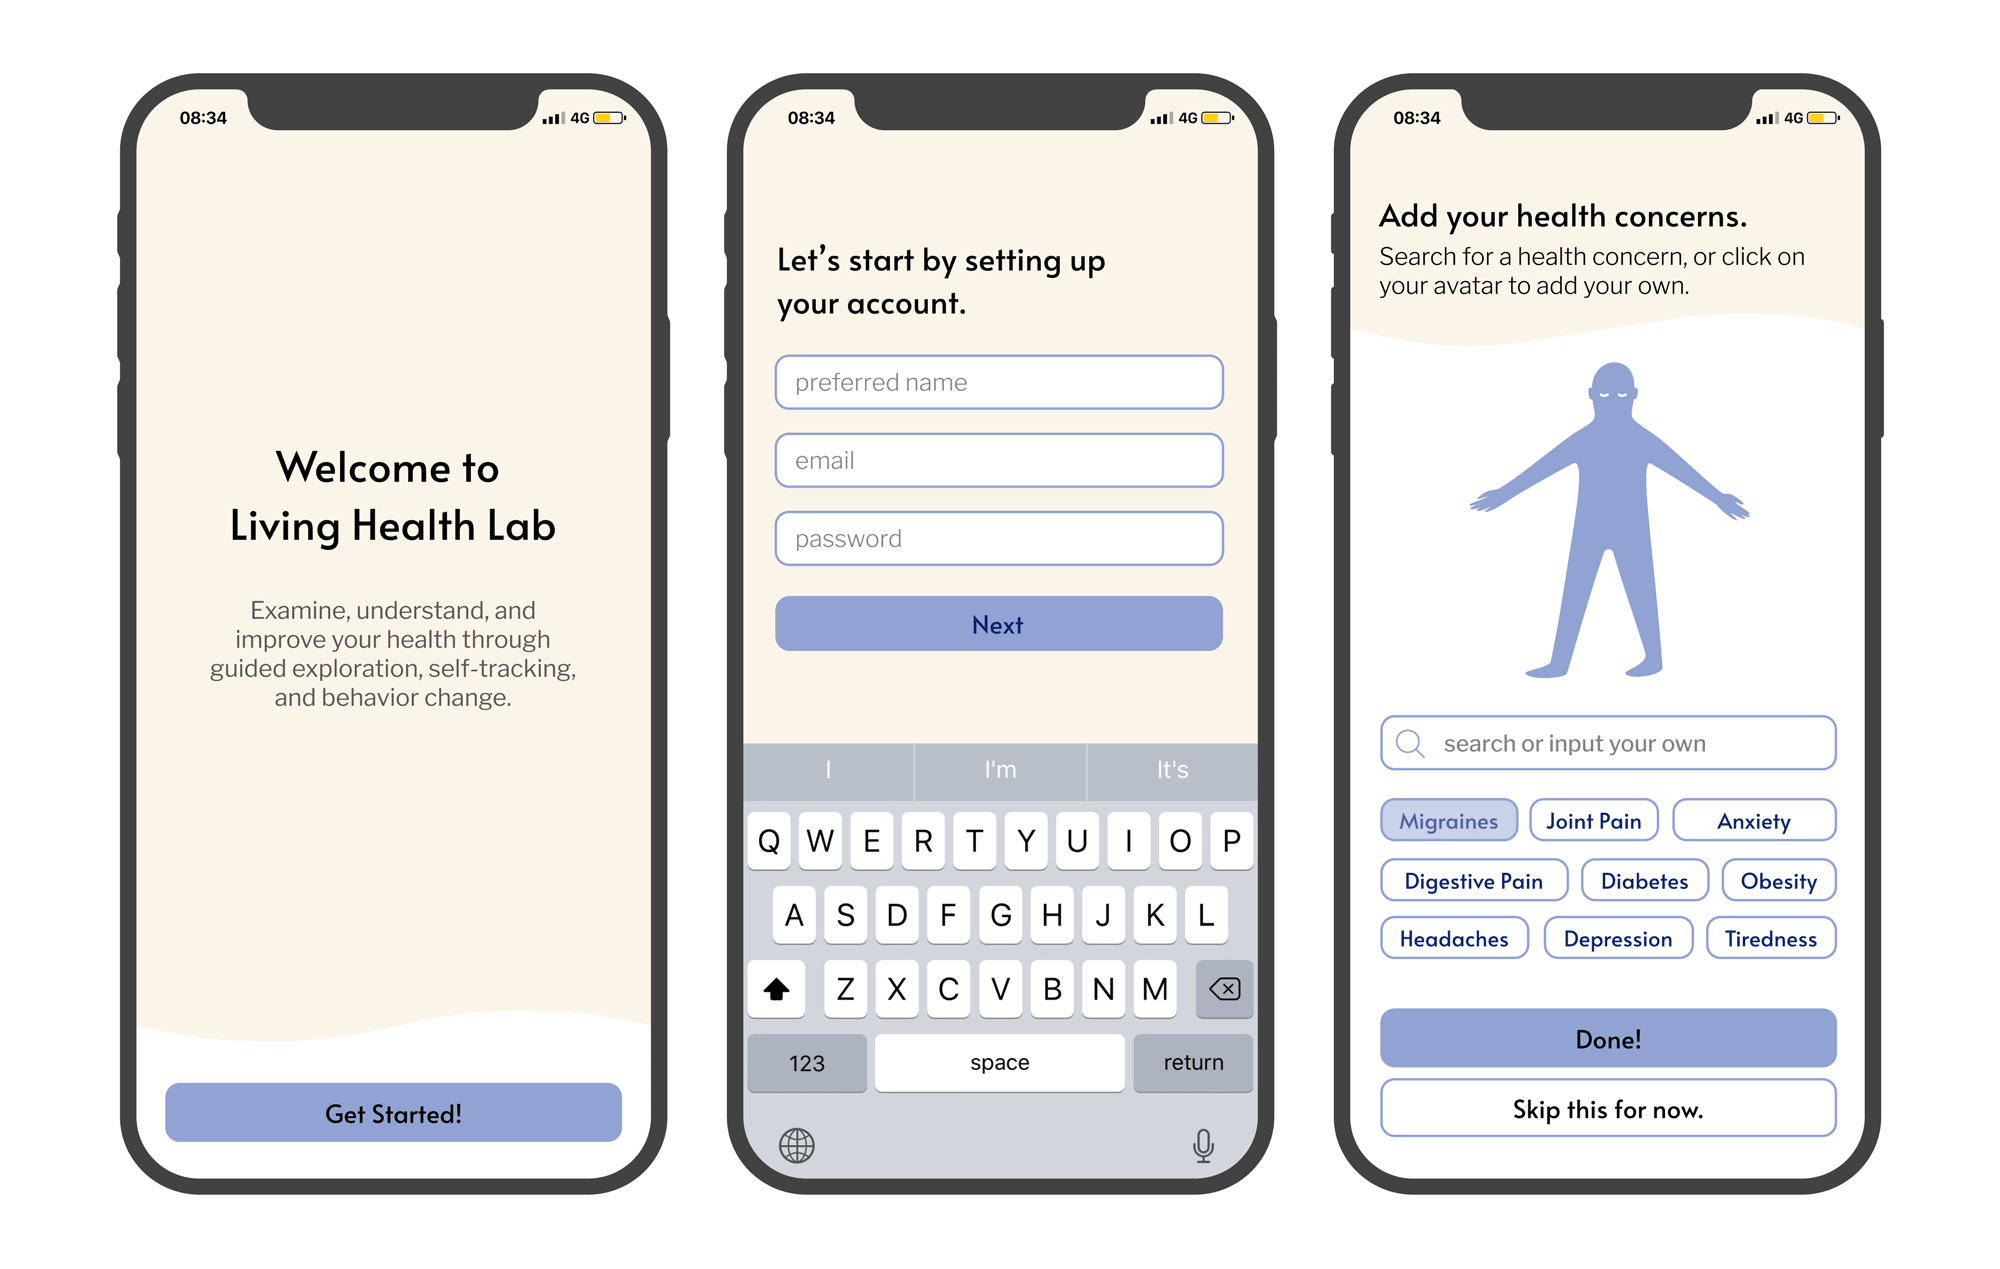 08:34
4G
Welcome to
Living Health Lab
Examine, understand, and
improve your health through
guided exploration, self-tracking,
and behavior change.
Get Started!
08:34
4G
Let’s start by setting up
your account.
preferred name
email
password
Next
I I'm It's
Q W E R T Y U I O P
A S D F G H J K L
Z X C V B N M
123 space return
08:34
4G
Add your health concerns.
Search for a health concern, or click on
your avatar to add your own.
search or input your own
Migraines Joint Pain Anxiety
Digestive Pain Diabetes Obesity
Headaches Depression Tiredness
Done!
Skip this for now.